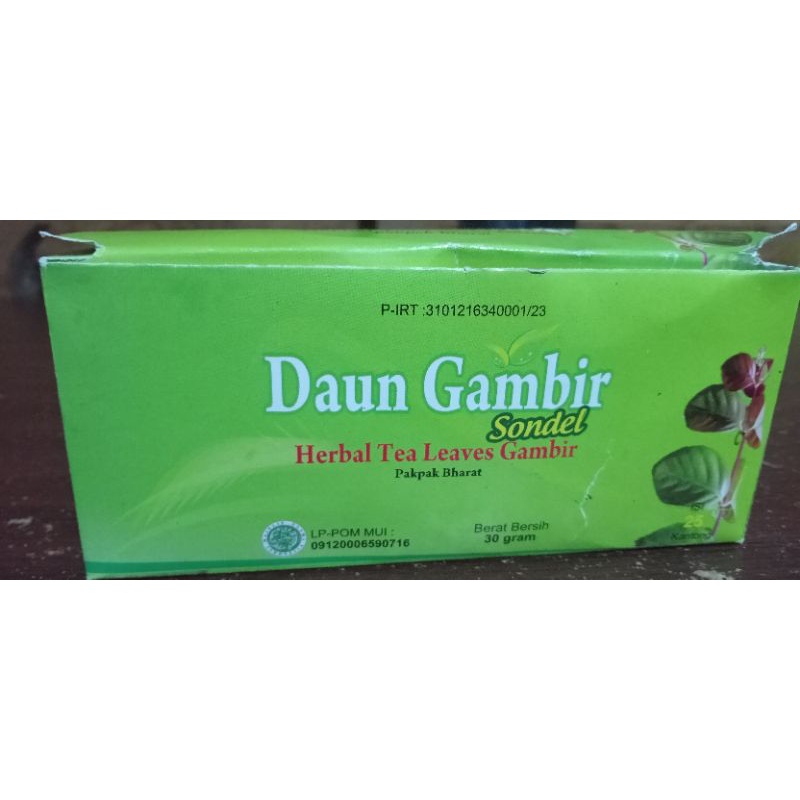 P-IRT :3101216340001/23
Daun Gambir
Sondel
Herbal Tea Leaves Gambir
Pakpak Bharat
LP-POM MUI :
09120006590716
Berat Bersih
30 gram
25
Kantong